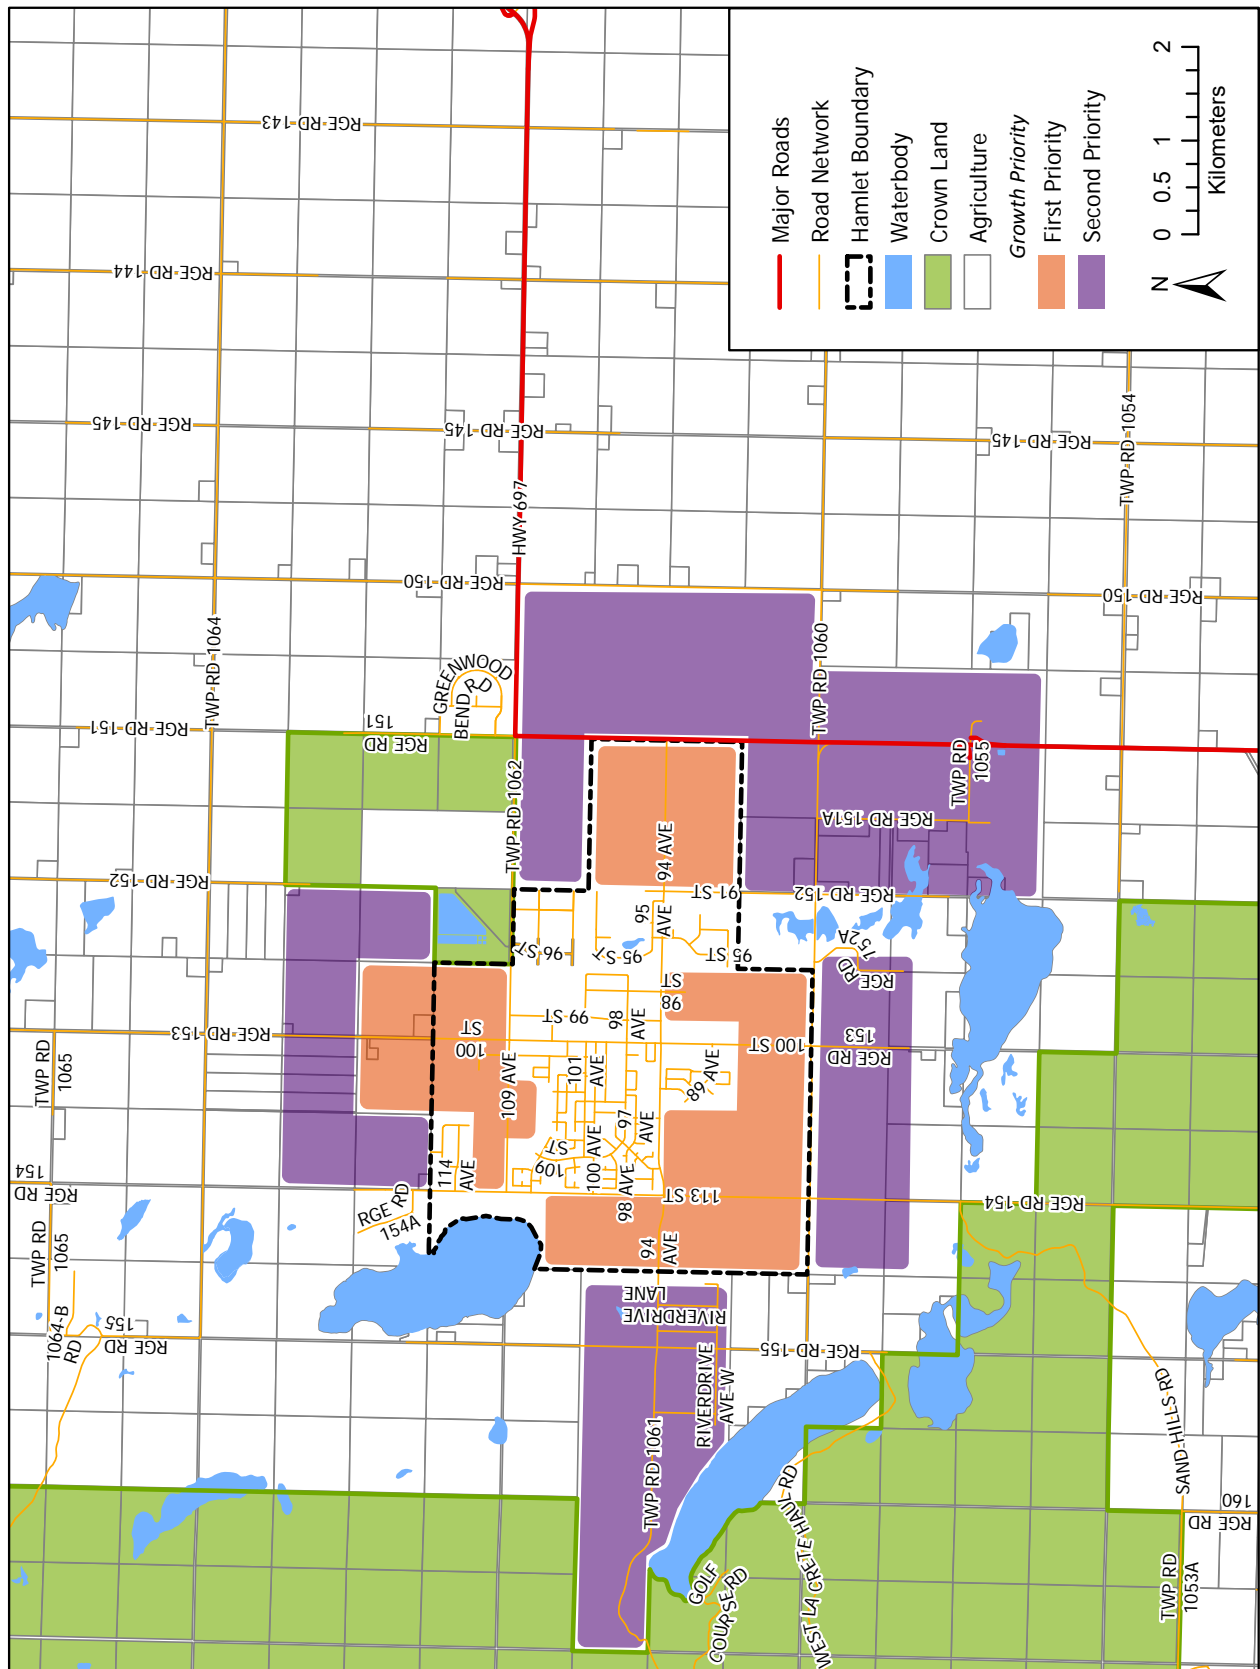 RGE RD 143
RGE RD 144
RGE RD 145
RGE RD 145
RGE RD 145
TWP RD 1054
HWY 697
RGE RD 150
RGE RD 150
TWP RD 1064
GREENWOOD
BEND RD
TWP RD 1060
RGE RD 151
RGE RD
151
TWP RD 1062
TWP RD
1055
RGE RD 151A
94 AVE
RGE RD 152
91 ST
RGE RD 152
95
AVE
96 ST
95 ST
95 ST
RGE RD
152A
98
ST
RGE RD 153
100
ST
99 ST
98
AVE
100 ST
RGE RD
153
TWP RD
1065
109 AVE
101
AVE
89 AVE
97
AVE
109
ST
100 AVE
114
AVE
98 AVE
113 ST
RGE RD
154
RGE RD 154
RGE RD
154A
TWP RD
1065
94
AVE
RIVERDRIVE
LANE
1064-B
RD
RGE RD
155
RGE RD 155
RIVERDRIVE
AVE W
TWP RD 1061
SAND HILLS RD
WEST LA CRETE HAUL RD
GOLF
COURSE RD
RGE RD
160
TWP RD
1053A
Major Roads
Road Network
Hamlet Boundary
Waterbody
Crown Land
Agriculture
Growth Priority
First Priority
Second Priority
N
0 0.5 1 2
Kilometers